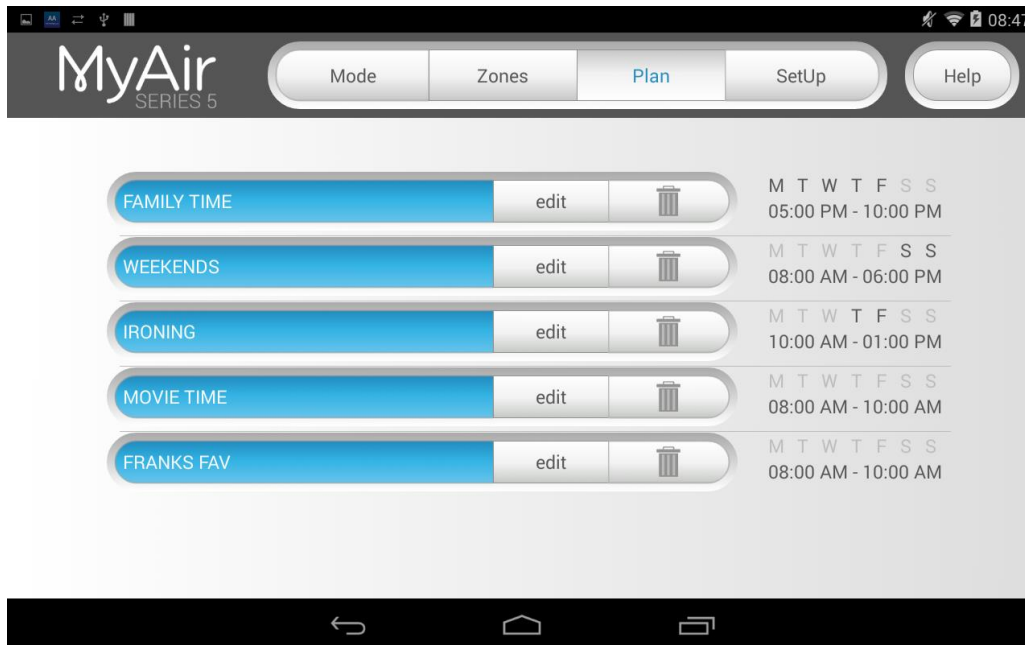 AA
08:47
MyAir
SERIES 5
Mode
Zones
Plan
SetUp
Help
FAMILY TIME
edit
M T W T F S S
05:00 PM - 10:00 PM
WEEKENDS
edit
M T W T F S S
08:00 AM - 06:00 PM
IRONING
edit
M T W T F S S
10:00 AM - 01:00 PM
MOVIE TIME
edit
M T W T F S S
08:00 AM - 10:00 AM
FRANKS FAV
edit
M T W T F S S
08:00 AM - 10:00 AM